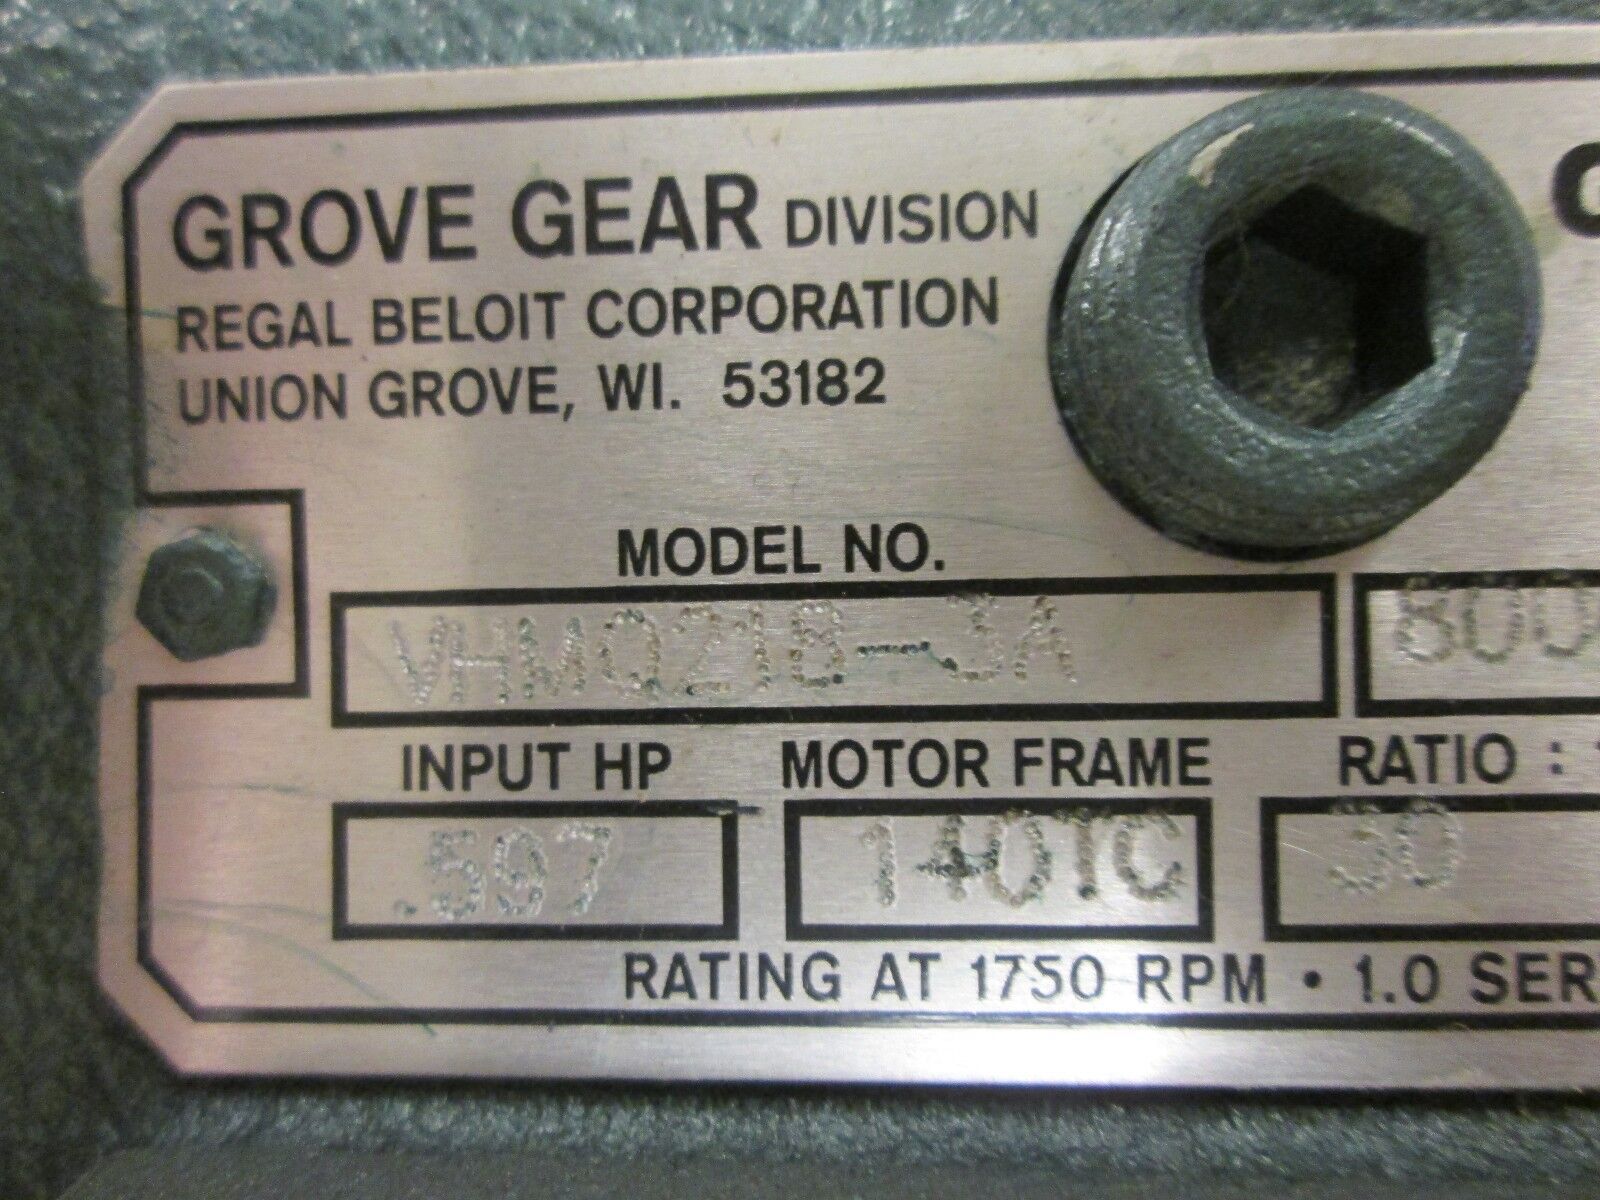 GROVE GEAR DIVISION
REGAL BELOIT CORPORATION
UNION GROVE, WI. 53182
MODEL NO.
VHMQ218-3A
INPUT HP MOTOR FRAME RATIO :
.597 140TC 30
RATING AT 1750 RPM • 1.0 SER